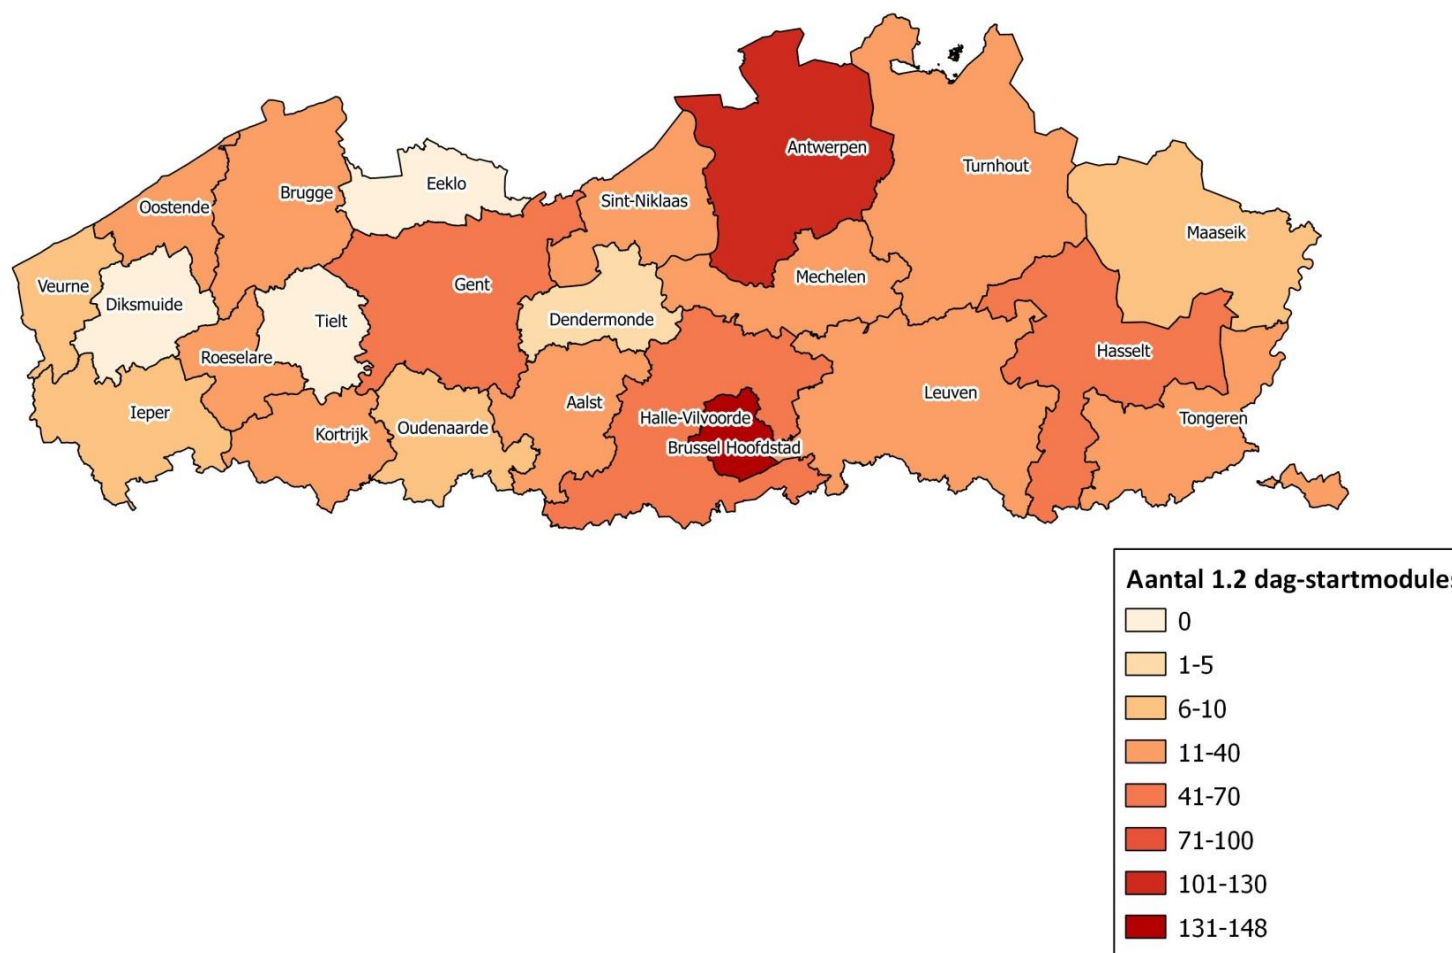 Antwerpen
Turnhout
Eeklo
Brugge
Sint-Niklaas
Oostende
Maaseik
Mechelen
Veurne
Gent
Diksmuide
Tielt
Dendermonde
Roeselare
Hasselt
Leuven
Aalst
Ieper
Halle-Vilvoorde
Tongeren
Oudenaarde
Kortrijk
Brussel Hoofdstad
Aantal 1.2 dag-startmodules
0
1-5
6-10
11-40
41-70
71-100
101-130
131-148